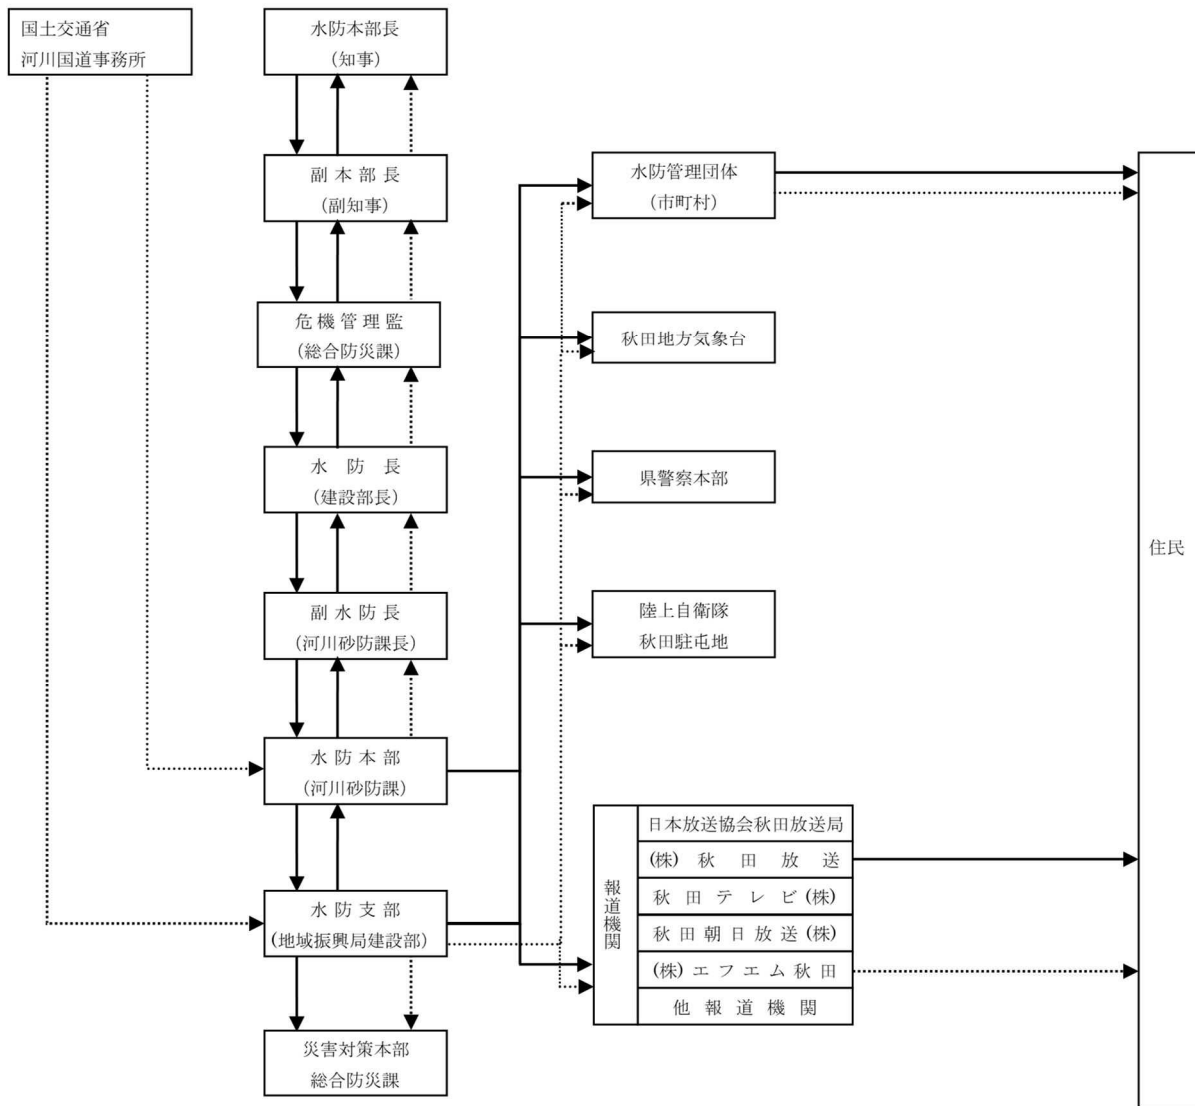 国土交通省
河川国道事務所
水防本部長
(知事)
副本部長
(副知事)
危機管理監
(総合防災課)
水防長
(建設部長)
副水防長
(河川砂防課長)
水防本部
(河川砂防課)
水防支部
(地域振興局建設部)
災害対策本部
総合防災課
水防管理団体
(市町村)
秋田地方気象台
県警察本部
陸上自衛隊
秋田駐屯地
報道機関
日本放送協会秋田放送局
(株)秋田放送
秋田テレビ(株)
秋田朝日放送(株)
(株)エフエム秋田
他報道機関
住民